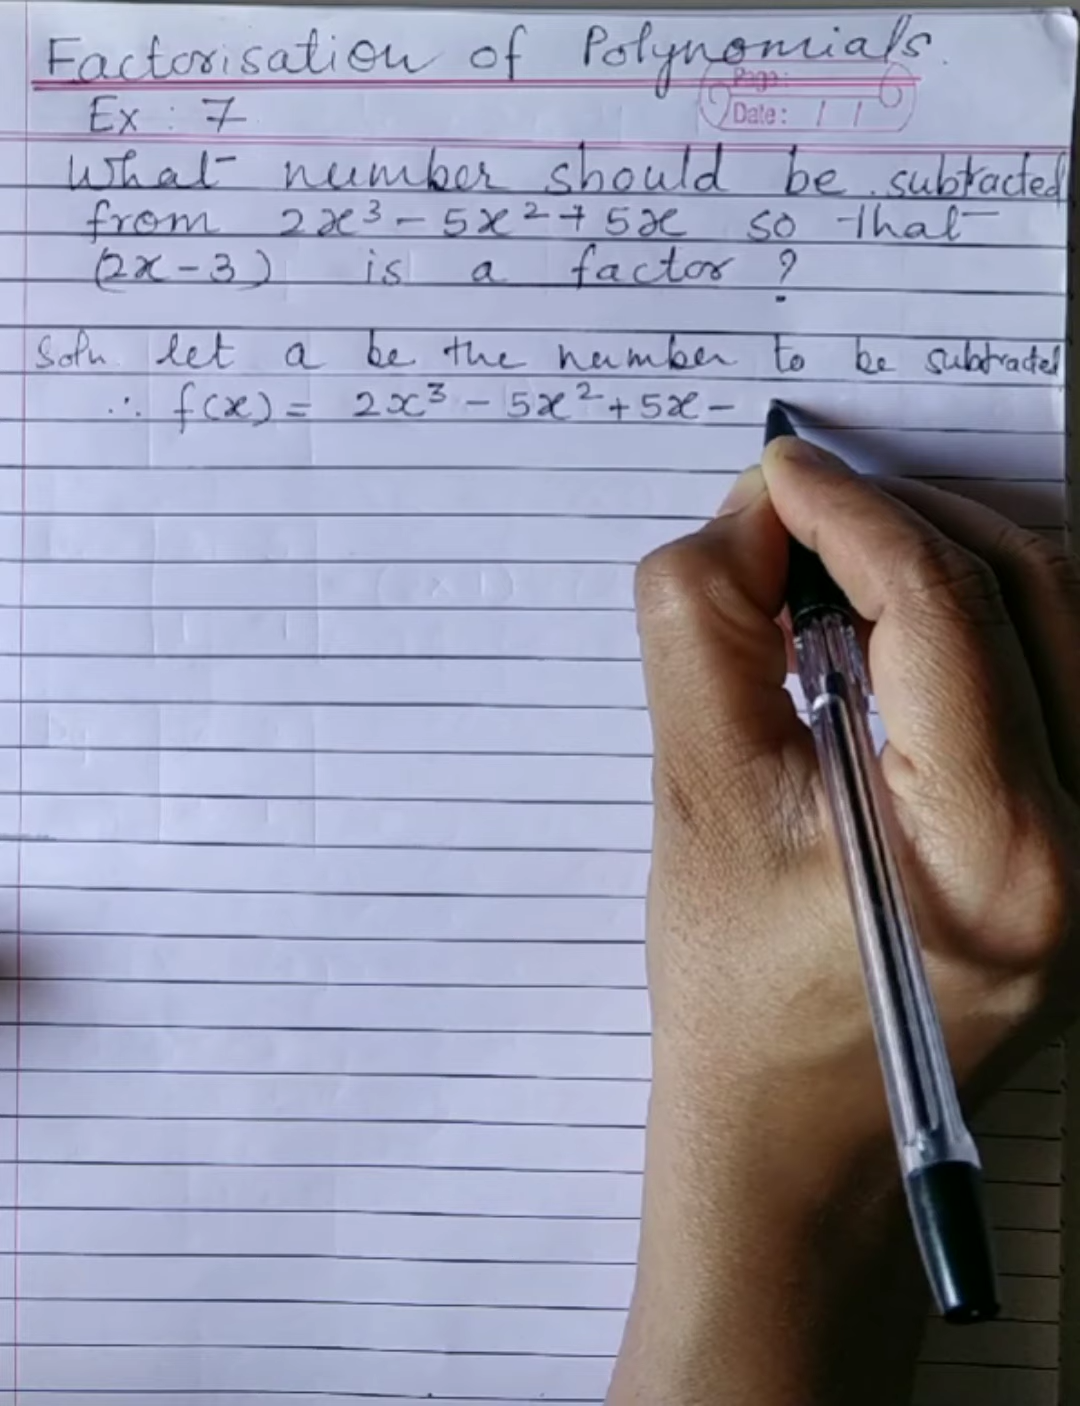 Factorisation of Polynomials.
Page:
Ex : 7
Date: / /
What number should be subtracted
from 2x³ - 5x² + 5x so that
(2x - 3) is a factor ?
Soln. let a be the number to be subtracted
∴ f(x) = 2x³ - 5x² + 5x -